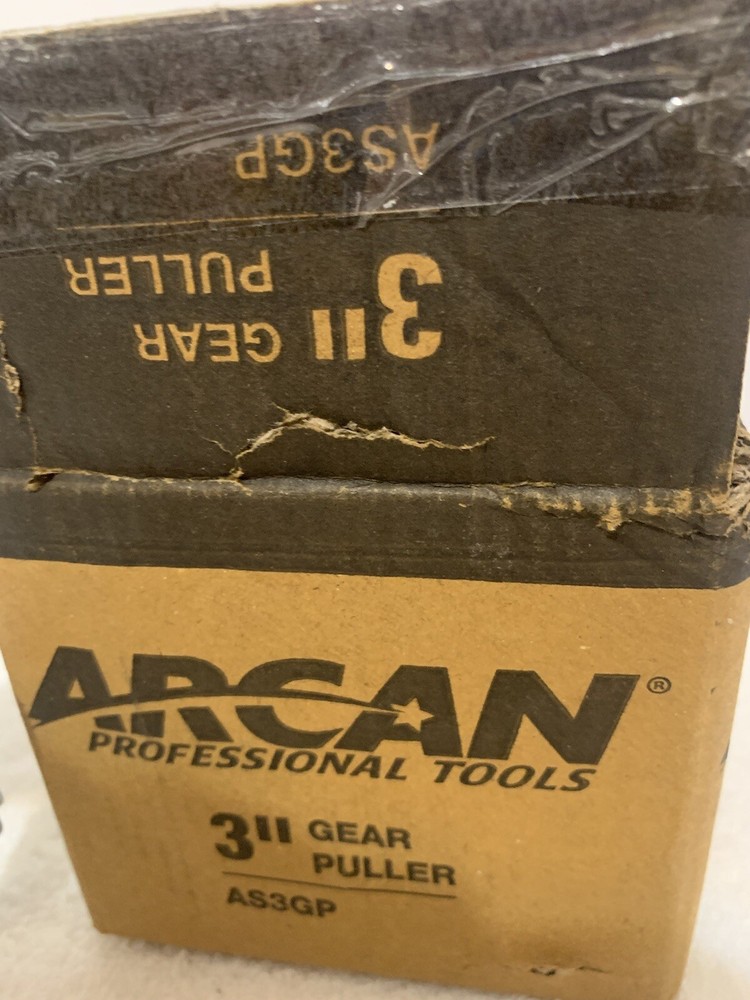 AS3GP
3" GEAR
PULLER
ARCAN®
PROFESSIONAL TOOLS
3" GEAR
PULLER
AS3GP